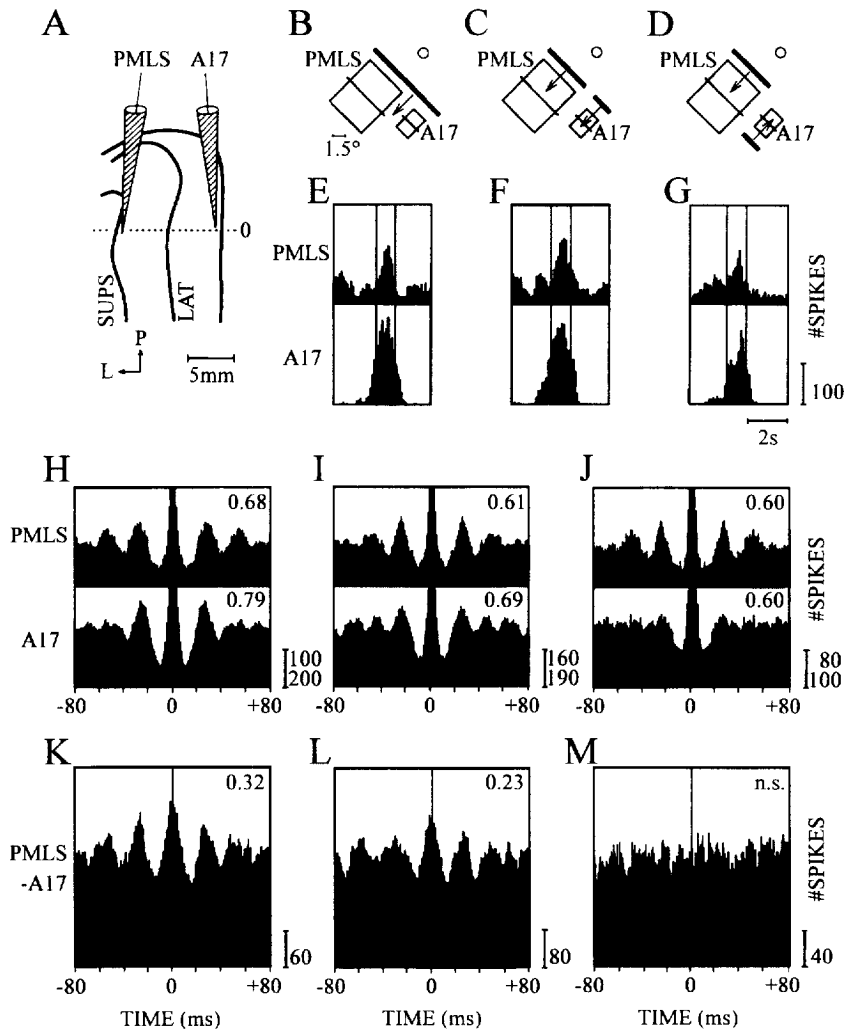 A
B
C
D
PMLS A17
PMLS
PMLS
PMLS
A17
A17
A17
1.5°
0
SUPS
LAT
P
L
5mm
E
F
G
PMLS
A17
#SPIKES
100
2s
H
I
J
PMLS
0.68
0.61
0.60
A17
0.79
0.69
0.60
#SPIKES
100
200
160
190
80
100
-80 0 +80
-80 0 +80
-80 0 +80
K
L
M
PMLS
-A17
0.32
0.23
n.s.
#SPIKES
60
80
40
-80 0 +80
-80 0 +80
-80 0 +80
TIME (ms)
TIME (ms)
TIME (ms)